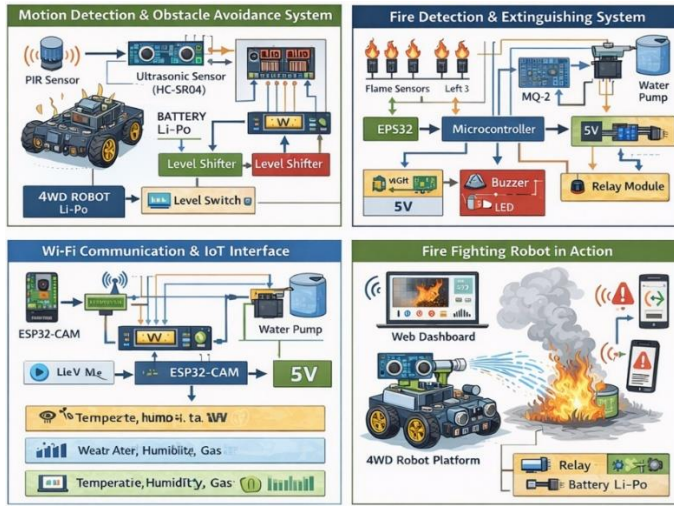 Motion Detection & Obstacle Avoidance System
PIR Sensor
Ultrasonic Sensor
(HC-SR04)
BATTERY
Li-Po
W
Level Shifter
Level Shifter
4WD ROBOT
Li-Po
Level Switch
Fire Detection & Extinguishing System
Flame Sensors
Left 3
MQ-2
Water
Pump
EPS32
Microcontroller
5V
5V
Buzzer
LED
Relay Module
Wi-Fi Communication & IoT Interface
ESP32-CAM
W
Water Pump
ESP32-CAM
5V
Temperte, humo-i. ta.
Weatr Ater, Humibiite, Gas
Temperatie, Humidity, Gas
Fire Fighting Robot in Action
Web Dashboard
4WD Robot Platform
Relay
Battery Li-Po